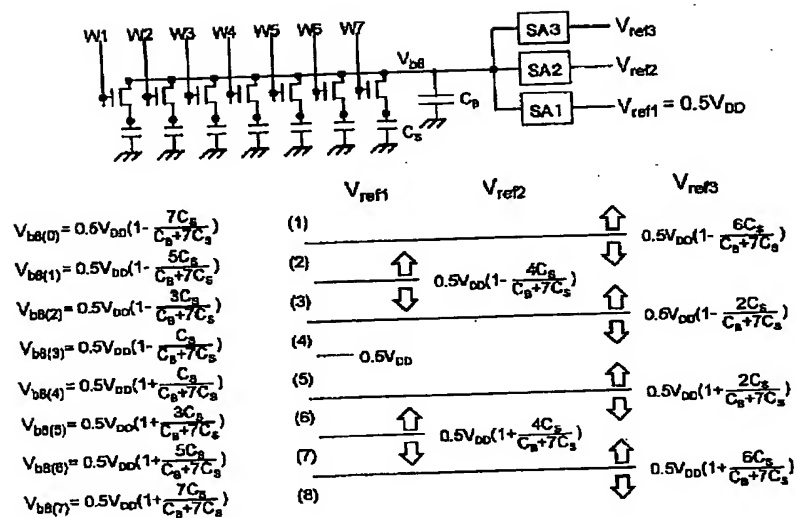 W1 W2 W3 W4 W5 W6 W7
V_b8
C_B
C_S
SA3 V_ref3
SA2 V_ref2
SA1 V_ref1 = 0.5V_DD
V_ref1 V_ref2 V_ref3
V_b8(0) = 0.5V_DD(1- 7C_S/(C_B+7C_S))
(1)
0.5V_DD(1- 6C_S/(C_B+7C_S))
V_b8(1) = 0.5V_DD(1- 5C_S/(C_B+7C_S))
(2)
0.5V_DD(1- 4C_S/(C_B+7C_S))
V_b8(2) = 0.5V_DD(1- 3C_S/(C_B+7C_S))
(3)
0.5V_DD(1- 2C_S/(C_B+7C_S))
V_b8(3) = 0.5V_DD(1- C_S/(C_B+7C_S))
(4)
0.5V_DD
V_b8(4) = 0.5V_DD(1+ C_S/(C_B+7C_S))
(5)
0.5V_DD(1+ 2C_S/(C_B+7C_S))
V_b8(5) = 0.5V_DD(1+ 3C_S/(C_B+7C_S))
(6)
0.5V_DD(1+ 4C_S/(C_B+7C_S))
V_b8(6) = 0.5V_DD(1+ 5C_S/(C_B+7C_S))
(7)
0.5V_DD(1+ 6C_S/(C_B+7C_S))
V_b8(7) = 0.5V_DD(1+ 7C_S/(C_B+7C_S))
(8)